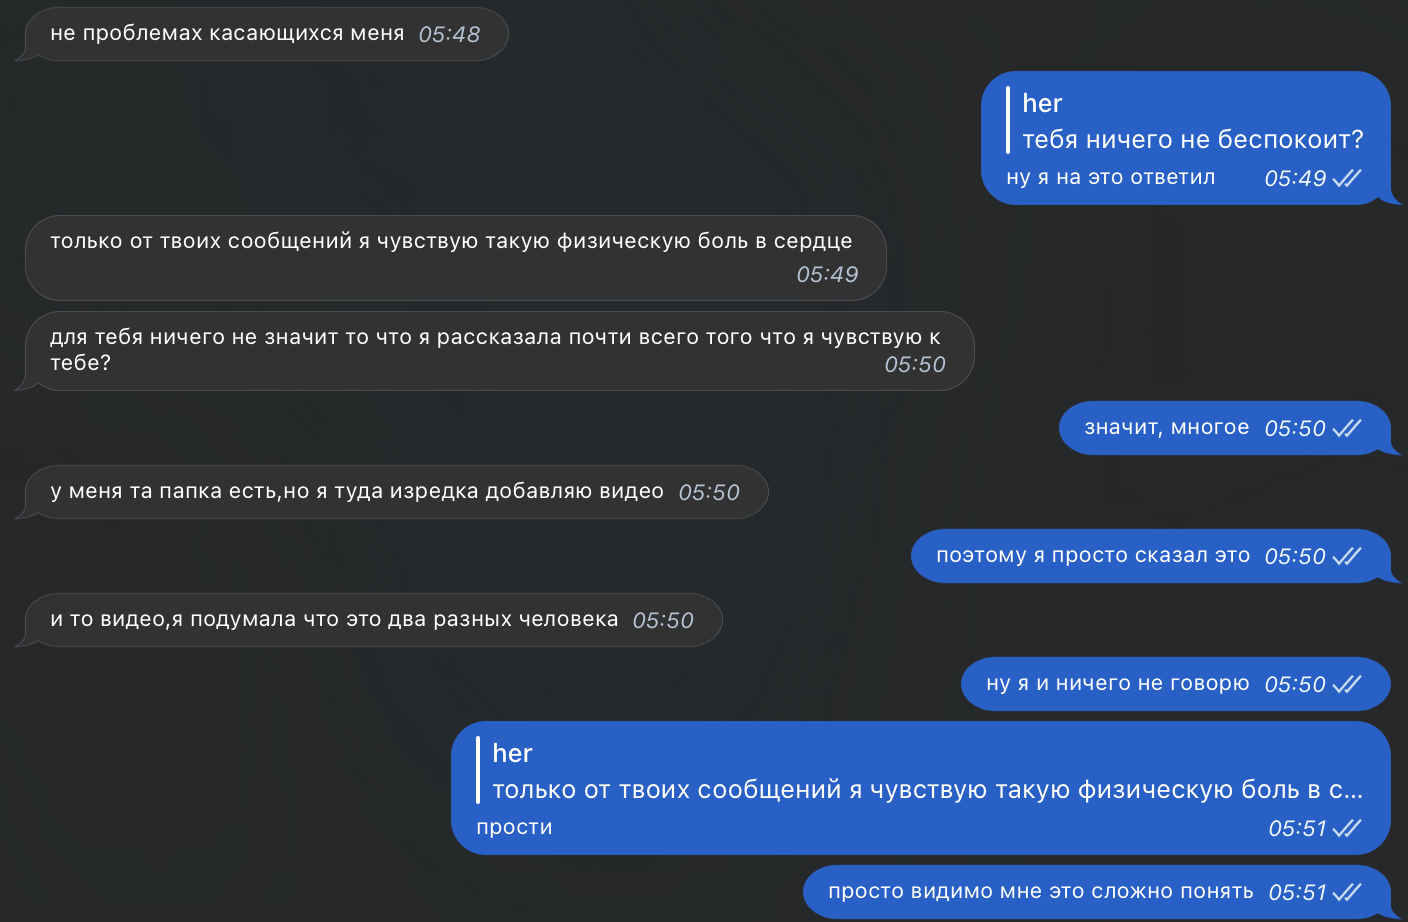 не проблемах касающихся меня 05:48
her
тебя ничего не беспокоит?
ну я на это ответил 05:49
только от твоих сообщений я чувствую такую физическую боль в сердце
05:49
для тебя ничего не значит то что я рассказала почти всего того что я чувствую к
тебе? 05:50
значит, многое 05:50
у меня та папка есть,но я туда изредка добавляю видео 05:50
поэтому я просто сказал это 05:50
и то видео,я подумала что это два разных человека 05:50
ну я и ничего не говорю 05:50
her
только от твоих сообщений я чувствую такую физическую боль в с...
прости 05:51
просто видимо мне это сложно понять 05:51